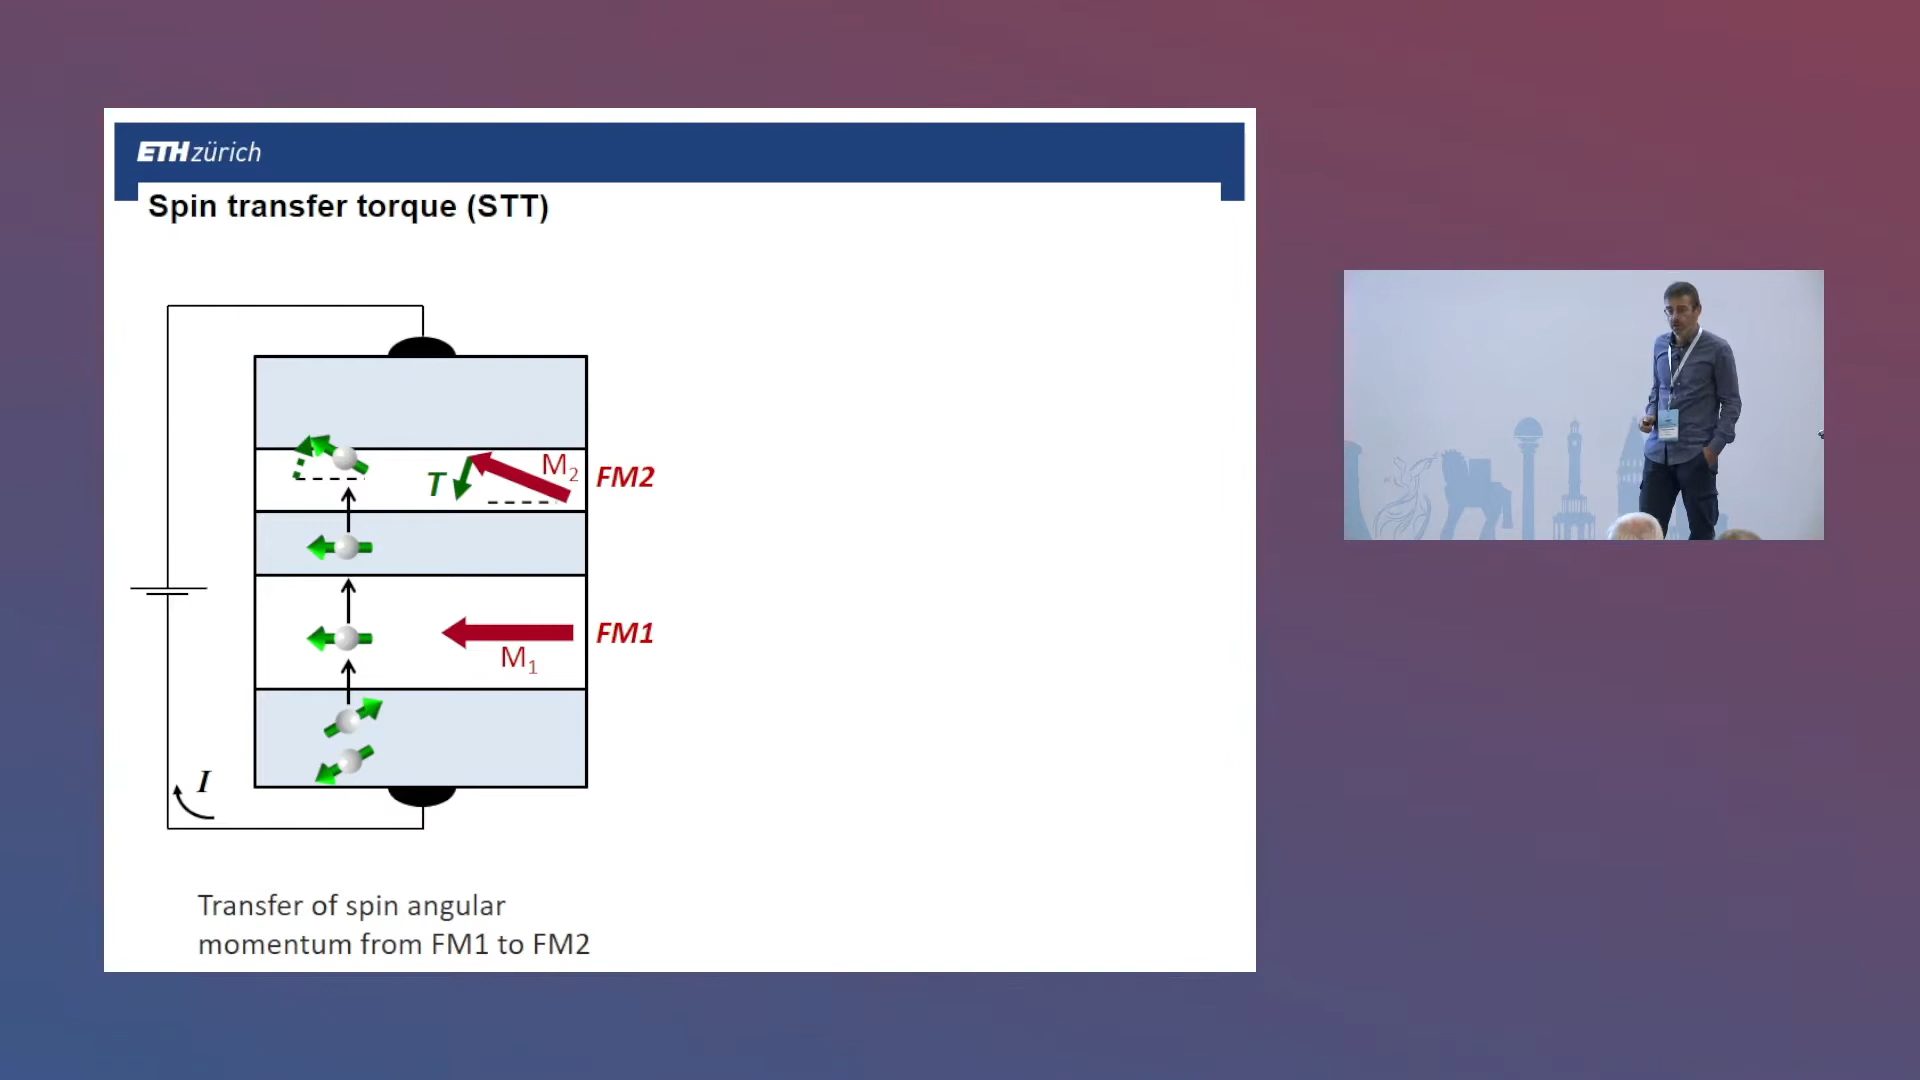 ETH zürich
Spin transfer torque (STT)
T
M2
FM2
M1
FM1
I
Transfer of spin angular
momentum from FM1 to FM2